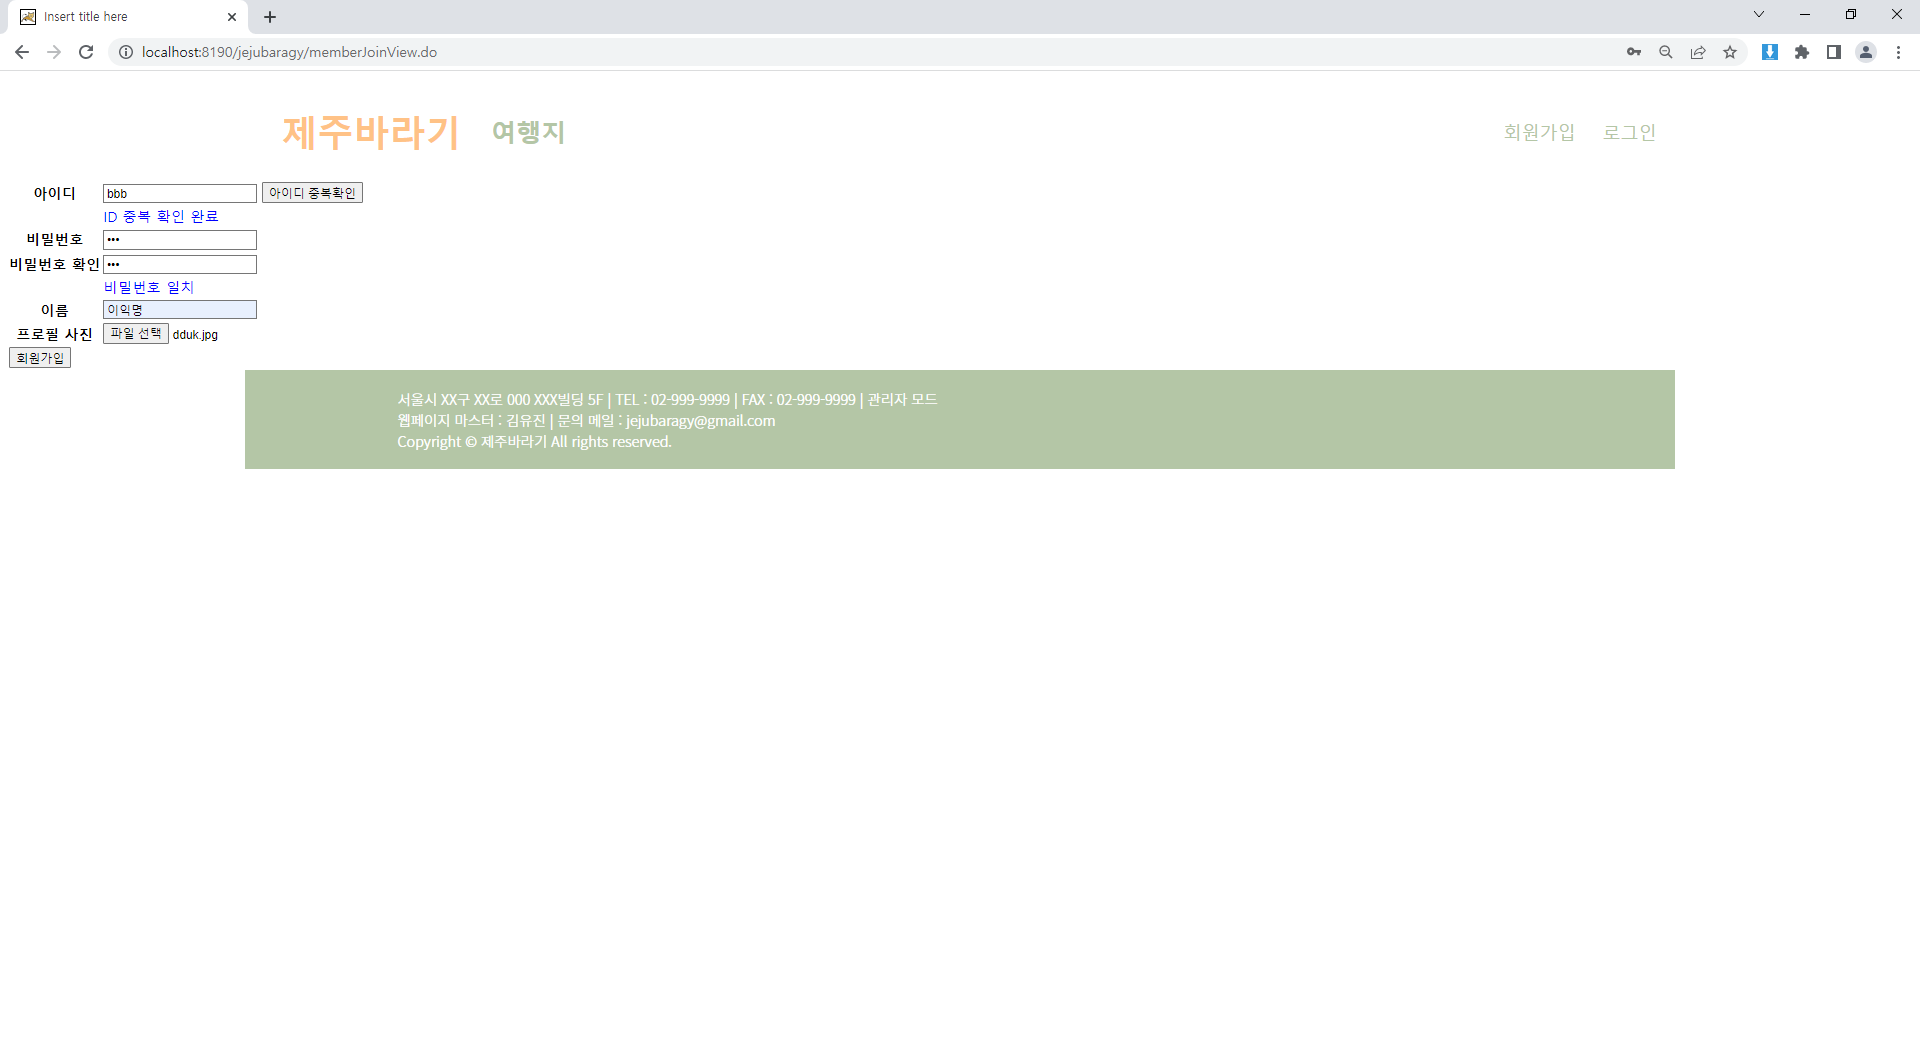 Insert title here
localhost:8190/jejubaragy/memberJoinView.do
제주바라기 여행지 회원가입 로그인
아이디 bbb 아이디 중복확인
ID 중복 확인 완료
비밀번호 •••
비밀번호 확인 •••
비밀번호 일치
이름 이익명
프로필 사진 파일 선택 dduk.jpg
회원가입
서울시 XX구 XX로 000 XXX빌딩 5F | TEL : 02-999-9999 | FAX : 02-999-9999 | 관리자 모드
웹페이지 마스터 : 김유진 | 문의 메일 : jejubaragy@gmail.com
Copyright © 제주바라기 All rights reserved.